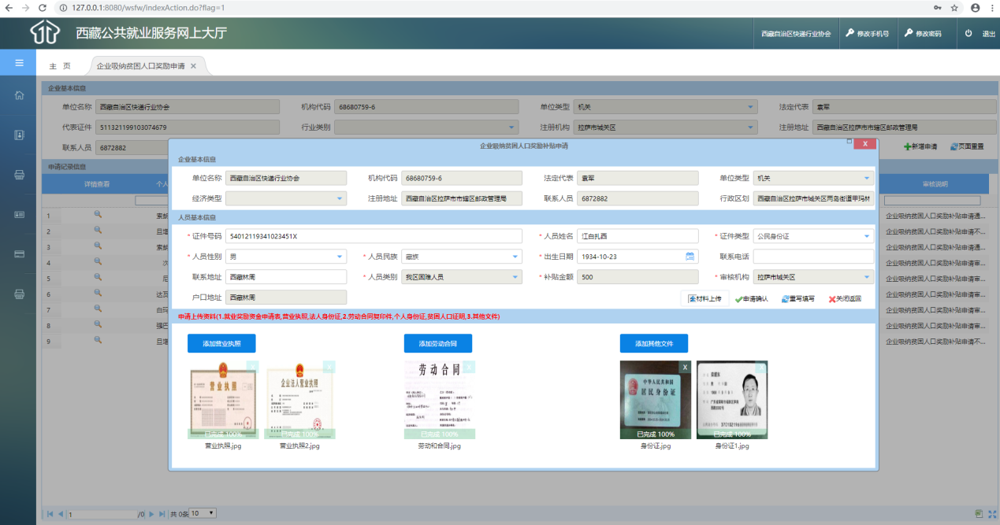 127.0.0.1:8080/wsfw/indexAction.do?flag=1
西藏公共就业服务网上大厅
西藏自治区快递行业协会 修改手机号 修改密码 退出
主 页 企业吸纳贫困人口奖励申请 ×
企业基本信息
单位名称 西藏自治区快递行业协会 机构代码 68680759-6 单位类型 机关 法定代表 袁军
代表证件 511321199103074679 行业类别 注册机构 拉萨市城关区 注册地址 西藏自治区拉萨市市辖区邮政管理局
联系人员 6872882
新增申请 页面重置
申请记录信息
详情查看 个人 审核说明
企业吸纳贫困人口奖励补贴申请
X
企业基本信息
单位名称 西藏自治区快递行业协会 机构代码 68680759-6 法定代表 袁军 单位类型 机关
经济类型 注册地址 西藏自治区拉萨市市辖区邮政管理局 联系人员 6872882 行政区划 西藏自治区拉萨市城关区两岛街道甲玛林
人员基本信息
* 证件号码 54012119341023451X * 人员姓名 江白扎西 * 证件类型 公民身份证
* 人员性别 男 * 人员民族 藏族 * 出生日期 1934-10-23 联系电话
联系地址 西藏林周 * 人员类别 我区困难人员 * 补贴金额 500 * 审核机构 拉萨市城关区
户口地址 西藏林周
材料上传 申请确认 重写填写 关闭返回
申请上传资料(1.就业奖励资金申请表,营业执照,法人身份证,2.劳动合同复印件,个人身份证,贫困人口证明,3.其他文件)
添加营业执照 添加劳动合同 添加其他文件
营业执照
企业法人营业执照
劳动合同
中华人民共和国
居民身份证
已完成 100% 已完成 100% 已完成 100% 已完成 100% 已完成 100%
营业执照.jpg 营业执照2.jpg 劳动和合同.jpg 身份证.jpg 身份证1.jpg
1 索朗 企业吸纳贫困人口奖励补贴申请通...
2 旦增 企业吸纳贫困人口奖励补贴申请不...
3 索朗 企业吸纳贫困人口奖励补贴申请通...
4 次 企业吸纳贫困人口奖励补贴申请审...
5 尼 企业吸纳贫困人口奖励补贴申请审...
6 达瓦 企业吸纳贫困人口奖励补贴申请审...
7 白玛 企业吸纳贫困人口奖励补贴申请审...
8 强巴 企业吸纳贫困人口奖励补贴申请审...
9 旦增 企业吸纳贫困人口奖励补贴申请不...
1 /0 共 0条 10